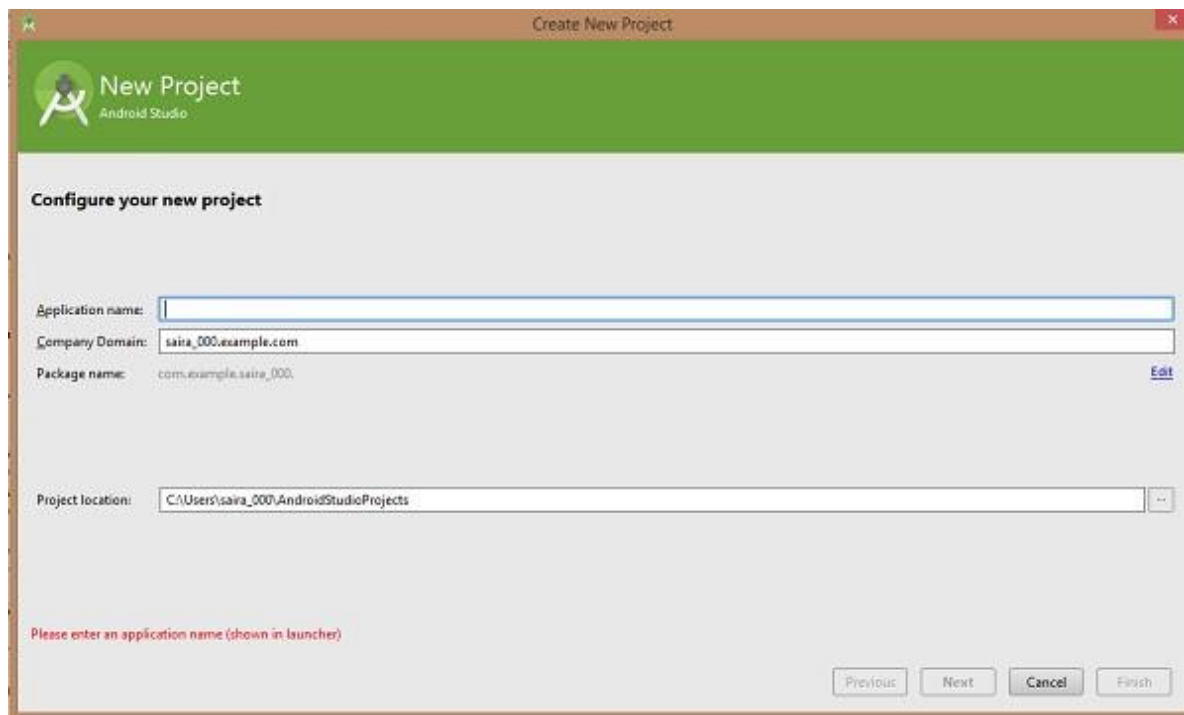 Create New Project
New Project
Android Studio
Configure your new project
Application name:
Company Domain: saira_000.example.com
Package name: com.example.saira_000. Edit
Project location: C:\Users\saira_000\AndroidStudioProjects ...
Please enter an application name (shown in launcher)
Previous Next Cancel Finish